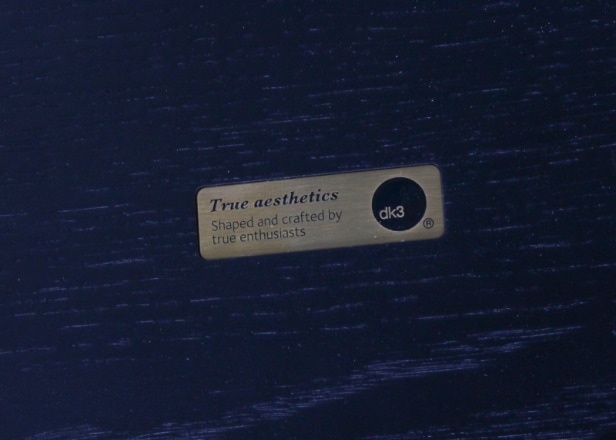 True aesthetics
Shaped and crafted by
true enthusiasts
dk3
®